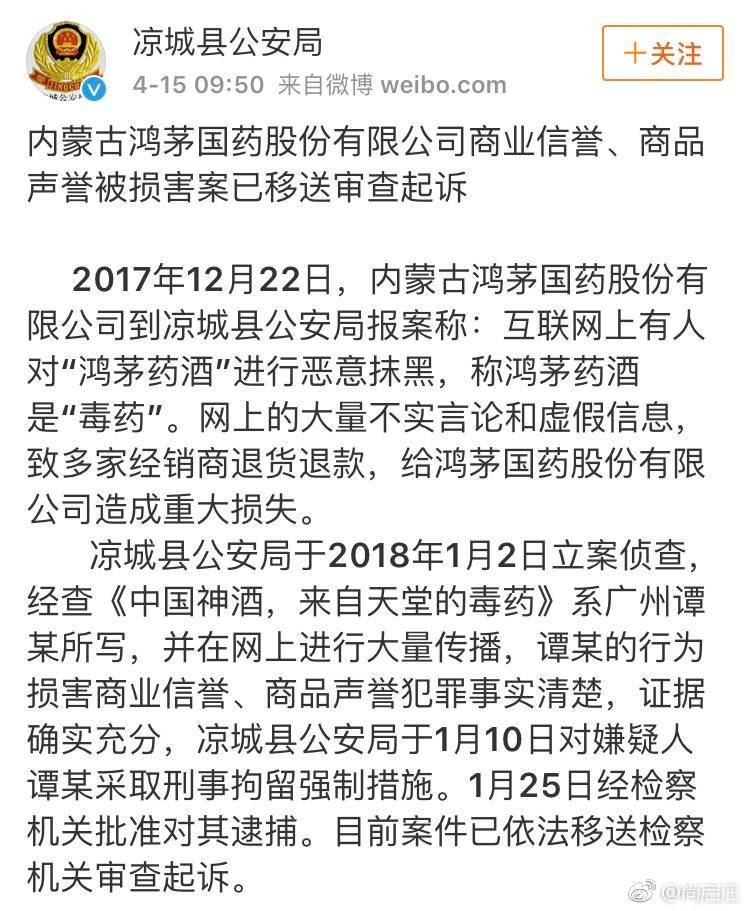 凉城县公安局
4-15 09:50 来自微博 weibo.com
＋关注
内蒙古鸿茅国药股份有限公司商业信誉、商品
声誉被损害案已移送审查起诉
2017年12月22日，内蒙古鸿茅国药股份有
限公司到凉城县公安局报案称：互联网上有人
对“鸿茅药酒”进行恶意抹黑，称鸿茅药酒
是“毒药”。网上的大量不实言论和虚假信息，
致多家经销商退货退款，给鸿茅国药股份有限
公司造成重大损失。
凉城县公安局于2018年1月2日立案侦查，
经查《中国神酒，来自天堂的毒药》系广州谭
某所写，并在网上进行大量传播，谭某的行为
损害商业信誉、商品声誉犯罪事实清楚，证据
确实充分，凉城县公安局于1月10日对嫌疑人
谭某采取刑事拘留强制措施。1月25日经检察
机关批准对其逮捕。目前案件已依法移送检察
机关审查起诉。
@尚启庄